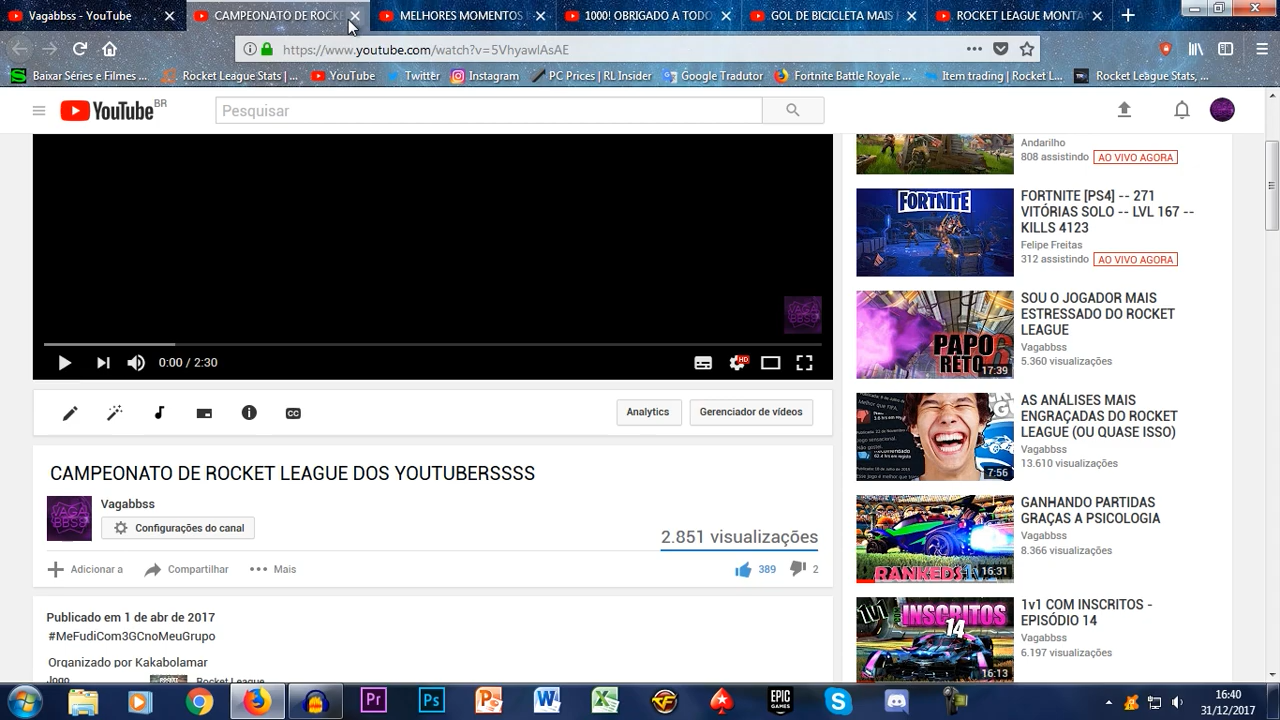 Vagabbss - YouTube
CAMPEONATO DE ROCK
MELHORES MOMENTOS
1000! OBRIGADO A TODO
GOL DE BICICLETA MAIS
ROCKET LEAGUE MONTA
https://www.youtube.com/watch?v=5VhyawlAsAE
Baixar Séries e Filmes ...
Rocket League Stats | ...
YouTube
Twitter
Instagram
PC Prices | RL Insider
Google Tradutor
Fortnite Battle Royale ...
Item trading | Rocket L...
Rocket League Stats, ...
YouTube BR
Pesquisar
Andarilho
808 assistindo AO VIVO AGORA
FORTNITE
FORTNITE [PS4] -- 271
VITÓRIAS SOLO -- LVL 167 --
KILLS 4123
Felipe Freitas
312 assistindo AO VIVO AGORA
PAPO
RETO
6
17:39
SOU O JOGADOR MAIS
ESTRESSADO DO ROCKET
LEAGUE
Vagabbss
5.360 visualizações
0:00 / 2:30
HD
CC
Analytics
Gerenciador de vídeos
7:56
AS ANÁLISES MAIS
ENGRAÇADAS DO ROCKET
LEAGUE (OU QUASE ISSO)
Vagabbss
13.610 visualizações
CAMPEONATO DE ROCKET LEAGUE DOS YOUTUBERSSSS
VAGA
BBSS
Vagabbss
Configurações do canal
2.851 visualizações
Adicionar a
Compartilhar
Mais
389
2
RANKEDS
16:31
GANHANDO PARTIDAS
GRAÇAS A PSICOLOGIA
Vagabbss
8.366 visualizações
1v1
INSCRITOS
14
16:13
1v1 COM INSCRITOS -
EPISÓDIO 14
Vagabbss
6.197 visualizações
Publicado em 1 de abr de 2017
#MeFudiCom3GCnoMeuGrupo
Organizado por Kakabolamar
Jogo
Rocket League
Pr
Ps
EPIC
GAMES
16:40
31/12/2017